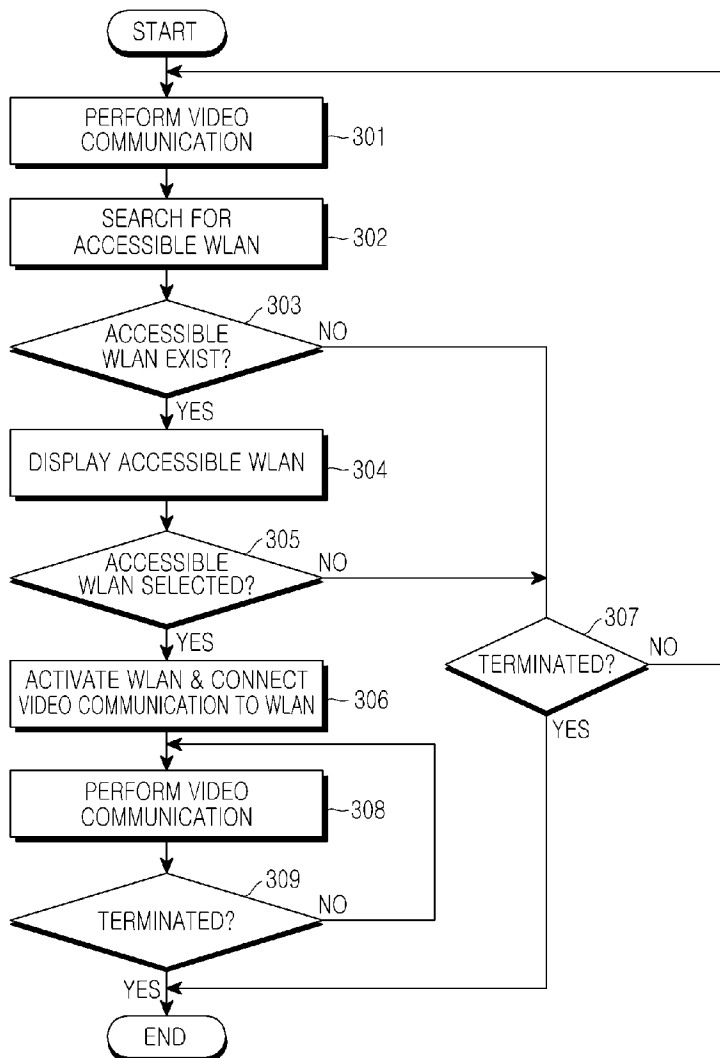 START
PERFORM VIDEO
COMMUNICATION
301
SEARCH FOR
ACCESSIBLE WLAN
302
303
ACCESSIBLE
WLAN EXIST?
NO
YES
DISPLAY ACCESSIBLE WLAN
304
305
ACCESSIBLE
WLAN SELECTED?
NO
YES
307
TERMINATED?
NO
YES
ACTIVATE WLAN & CONNECT
VIDEO COMMUNICATION TO WLAN
306
PERFORM VIDEO
COMMUNICATION
308
309
TERMINATED?
NO
YES
END